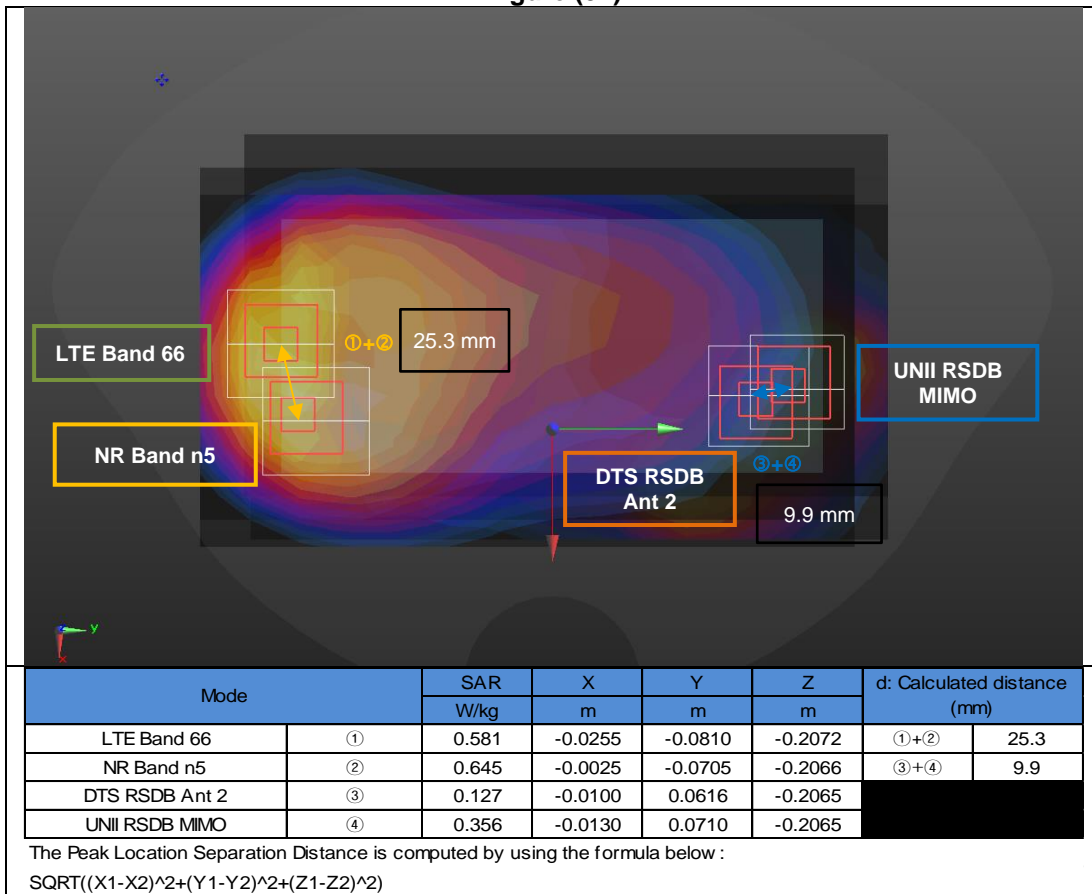 LTE Band 66
①+②
25.3 mm
UNII RSDB
MIMO
NR Band n5
③+④
DTS RSDB
Ant 2
9.9 mm
y
x
Mode SAR X Y Z d: Calculated distance
W/kg m m m (mm)
LTE Band 66 ① 0.581 -0.0255 -0.0810 -0.2072 ①+② 25.3
NR Band n5 ② 0.645 -0.0025 -0.0705 -0.2066 ③+④ 9.9
DTS RSDB Ant 2 ③ 0.127 -0.0100 0.0616 -0.2065
UNII RSDB MIMO ④ 0.356 -0.0130 0.0710 -0.2065
The Peak Location Separation Distance is computed by using the formula below :
SQRT((X1-X2)^2+(Y1-Y2)^2+(Z1-Z2)^2)